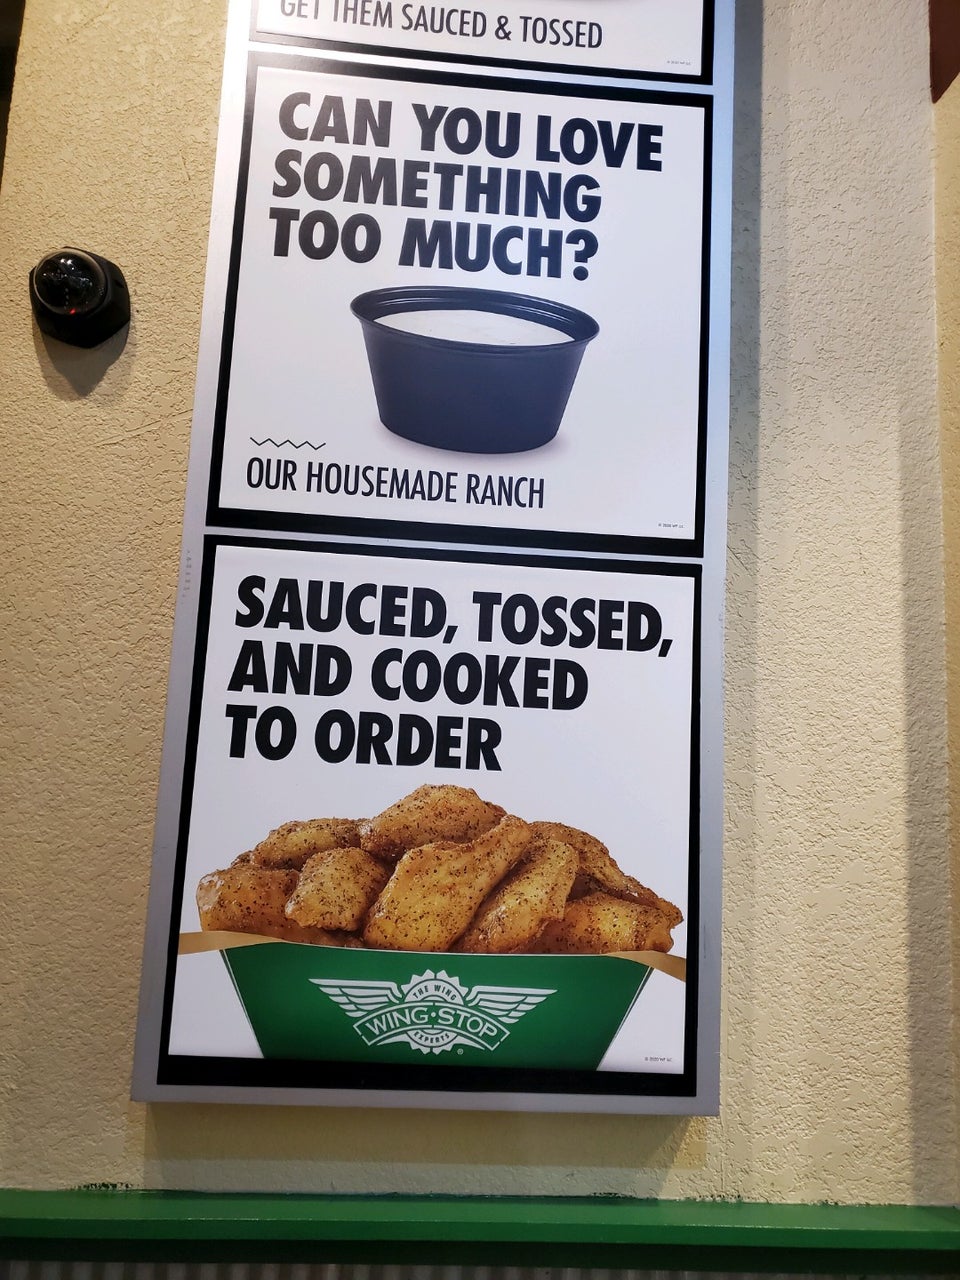 GET THEM SAUCED & TOSSED
CAN YOU LOVE
SOMETHING
TOO MUCH?
OUR HOUSEMADE RANCH
SAUCED, TOSSED,
AND COOKED
TO ORDER
THE WING
WING·STOP
EXPERTS
®